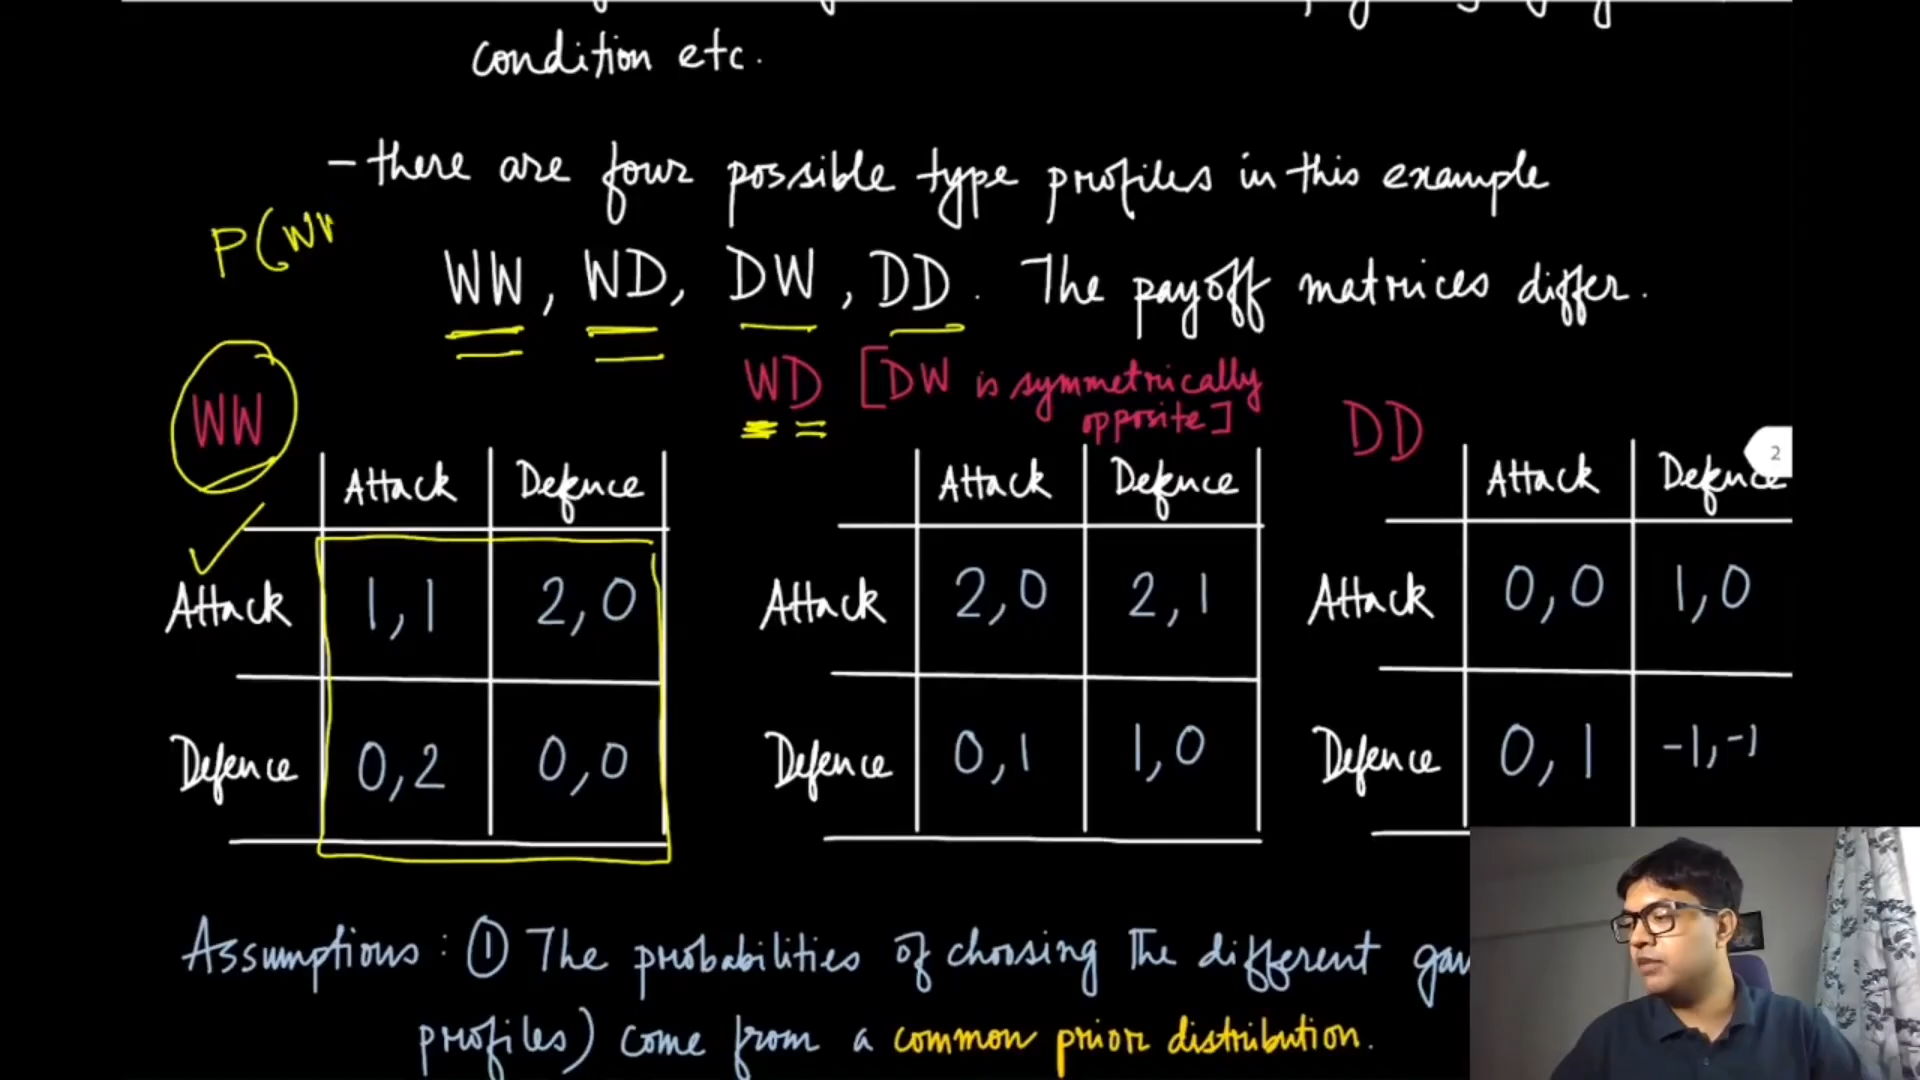 condition etc.
- there are four possible type profiles in this example
P(WW
WW, WD, DW, DD. The payoff matrices differ.
WW
WD [DW is symmetrically opposite]
DD
2
Attack Defence
Attack 1,1 2,0
Defence 0,2 0,0
Attack Defence
Attack 2,0 2,1
Defence 0,1 1,0
Attack Defence
Attack 0,0 1,0
Defence 0,1 -1,-1
Assumptions: ① The probabilities of choosing the different
profiles) come from a common prior distribution.